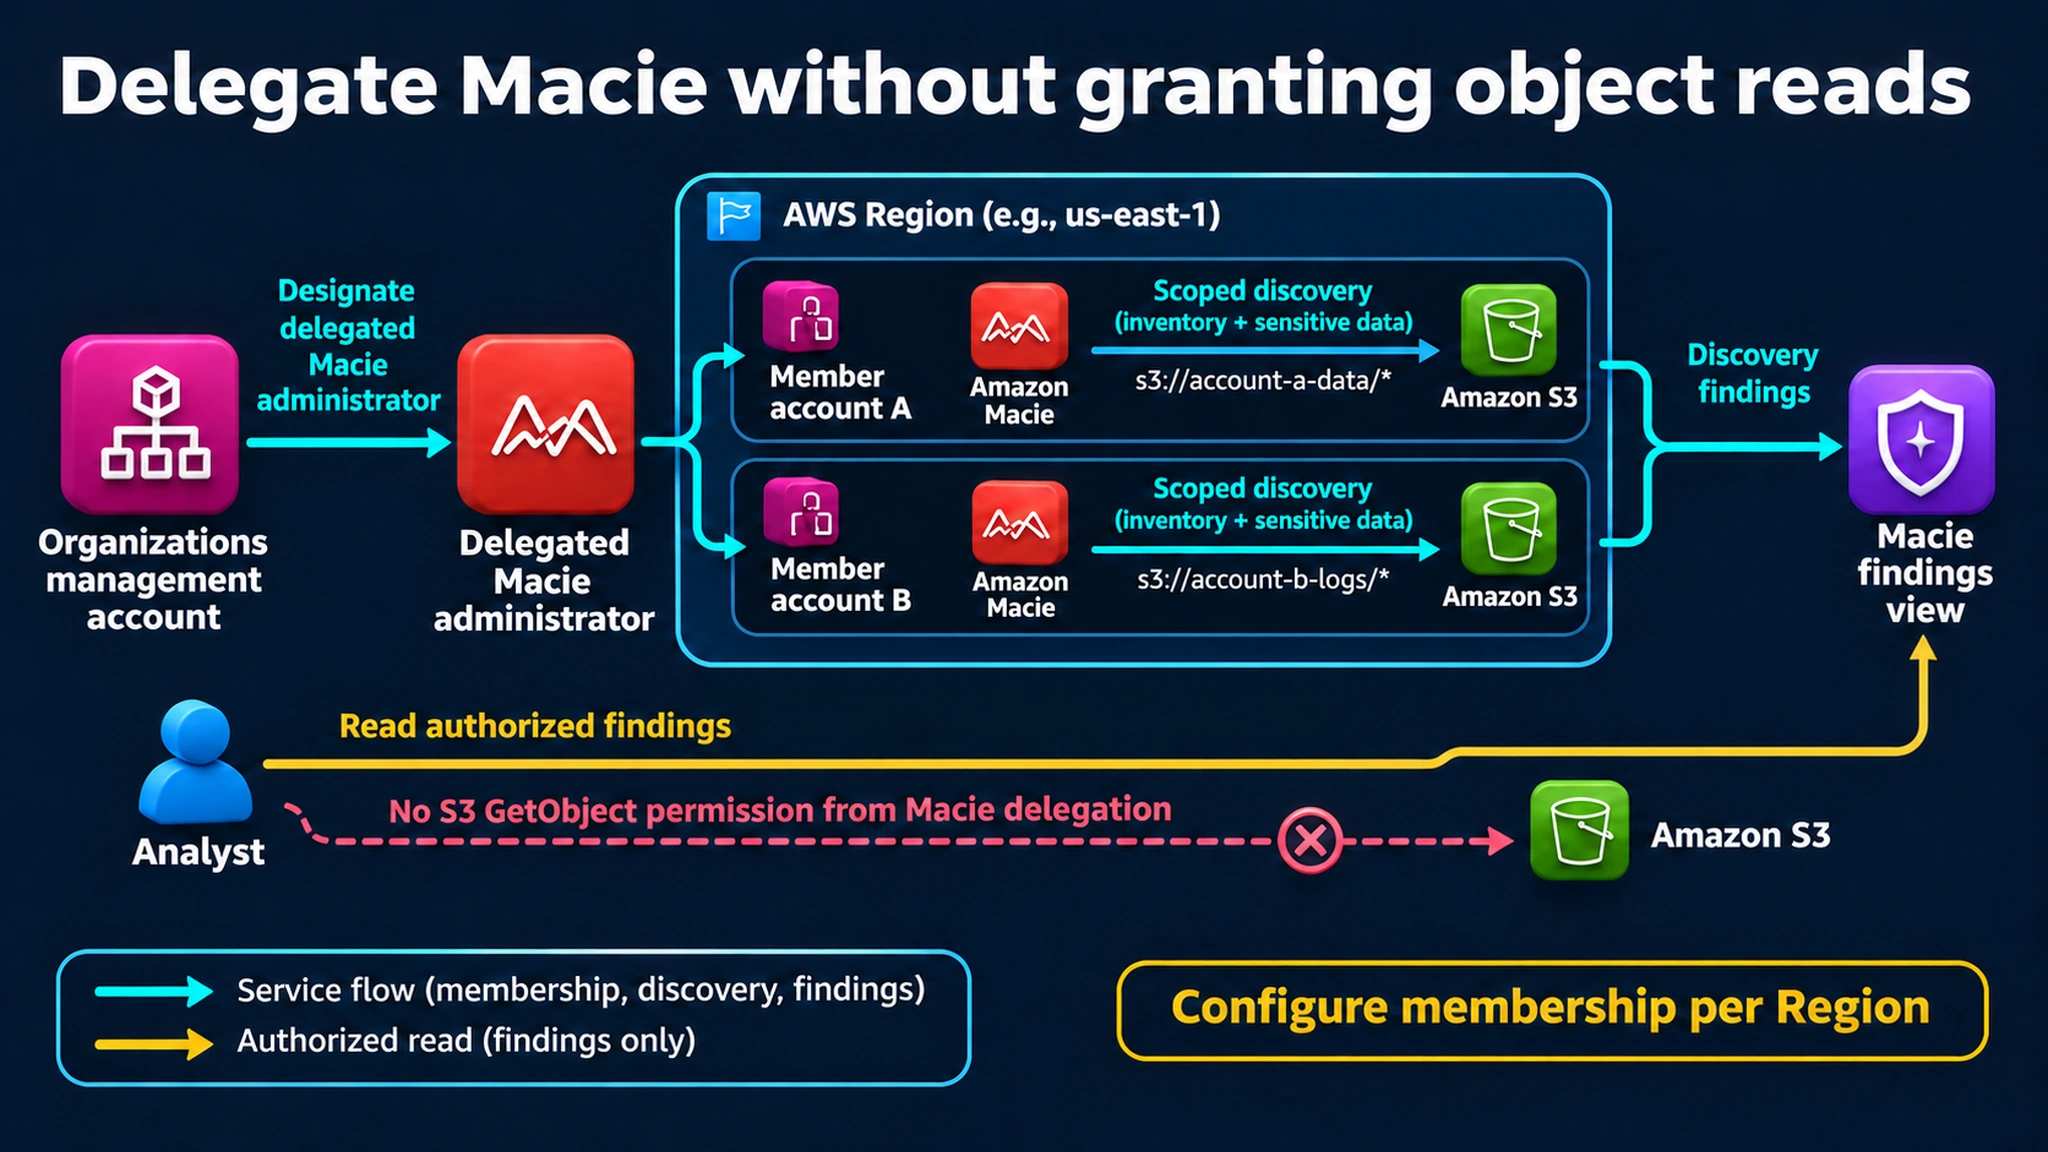 Delegate Macie without granting object reads
AWS Region (e.g., us-east-1)
Designate
delegated
Macie
administrator
Organizations
management
account
Delegated
Macie
administrator
Member
account A
Amazon
Macie
Scoped discovery
(inventory + sensitive data)
s3://account-a-data/*
Amazon S3
Member
account B
Amazon
Macie
Scoped discovery
(inventory + sensitive data)
s3://account-b-logs/*
Amazon S3
Discovery
findings
Macie
findings
view
Read authorized findings
No S3 GetObject permission from Macie delegation
Analyst
Amazon S3
Service flow (membership, discovery, findings)
Authorized read (findings only)
Configure membership per Region